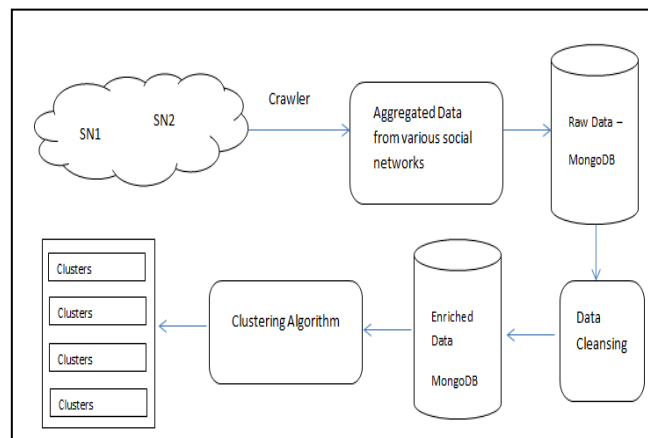 SN1
SN2
Crawler
Aggregated Data
from various social
networks
Raw Data –
MongoDB
Data
Cleansing
Enriched
Data
MongoDB
Clustering Algorithm
Clusters
Clusters
Clusters
Clusters